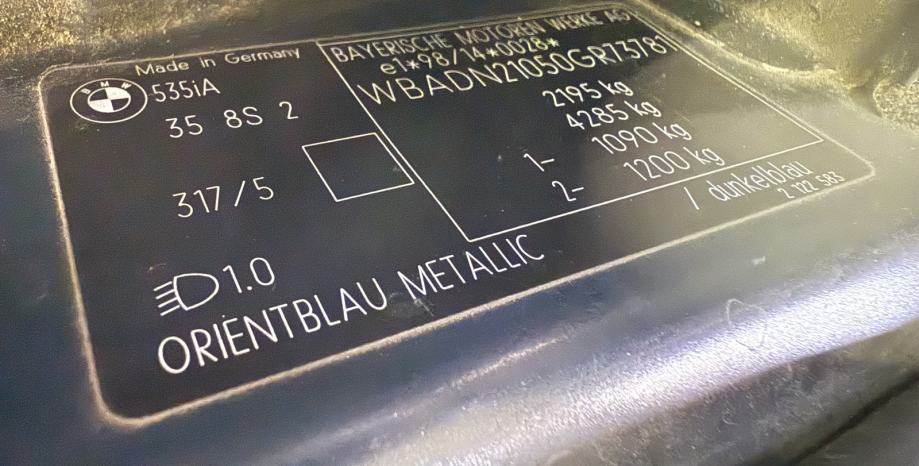 Made in Germany
BMW
535iA
35 8S 2
317/5
1.0
ORIENTBLAU METALLIC
BAYERISCHE MOTOREN WERKE AG
e1*98/14*0028*
WBADN21050GR73781
2195 kg
4285 kg
1- 1090 kg
2- 1200 kg
/ dunkelblau
2 122 583